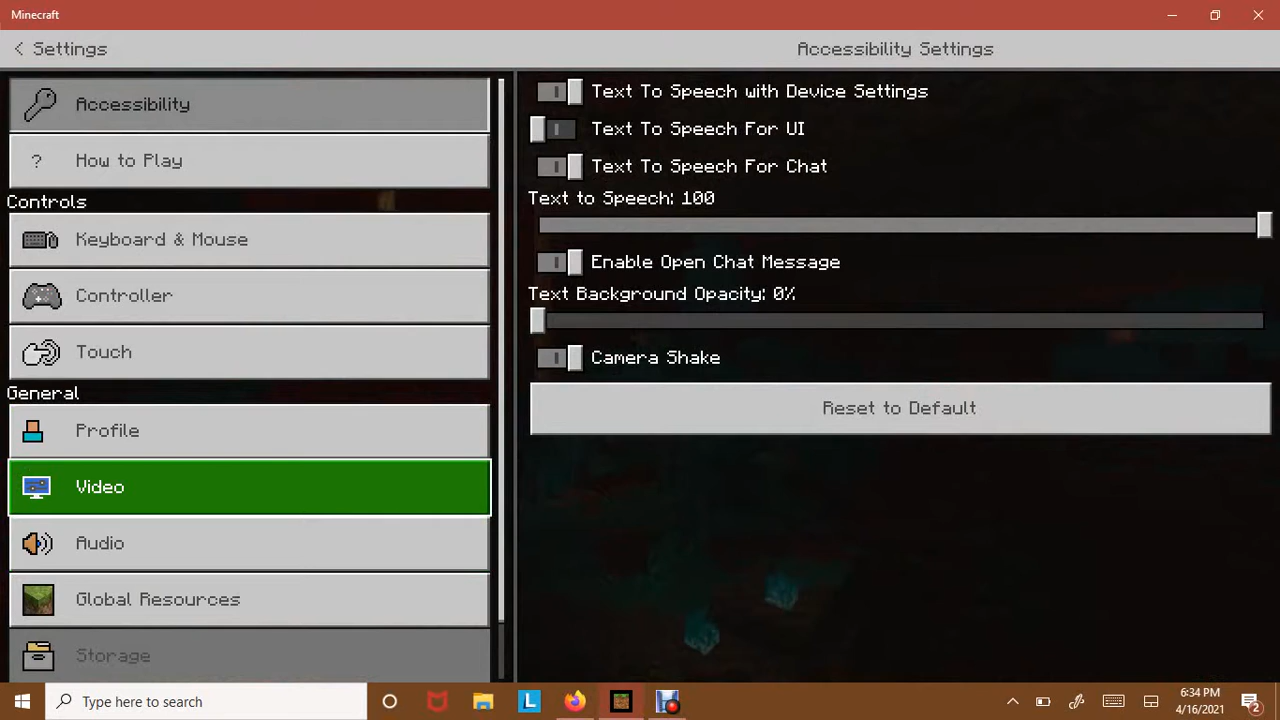 Minecraft
Settings
Accessibility Settings
Accessibility
? How to Play
Controls
Keyboard & Mouse
Controller
Touch
General
Profile
Video
Audio
Global Resources
Storage
Text To Speech with Device Settings
Text To Speech For UI
Text To Speech For Chat
Text to Speech: 100
Enable Open Chat Message
Text Background Opacity: 0%
Camera Shake
Reset to Default
Type here to search
L
6:34 PM
4/16/2021
2